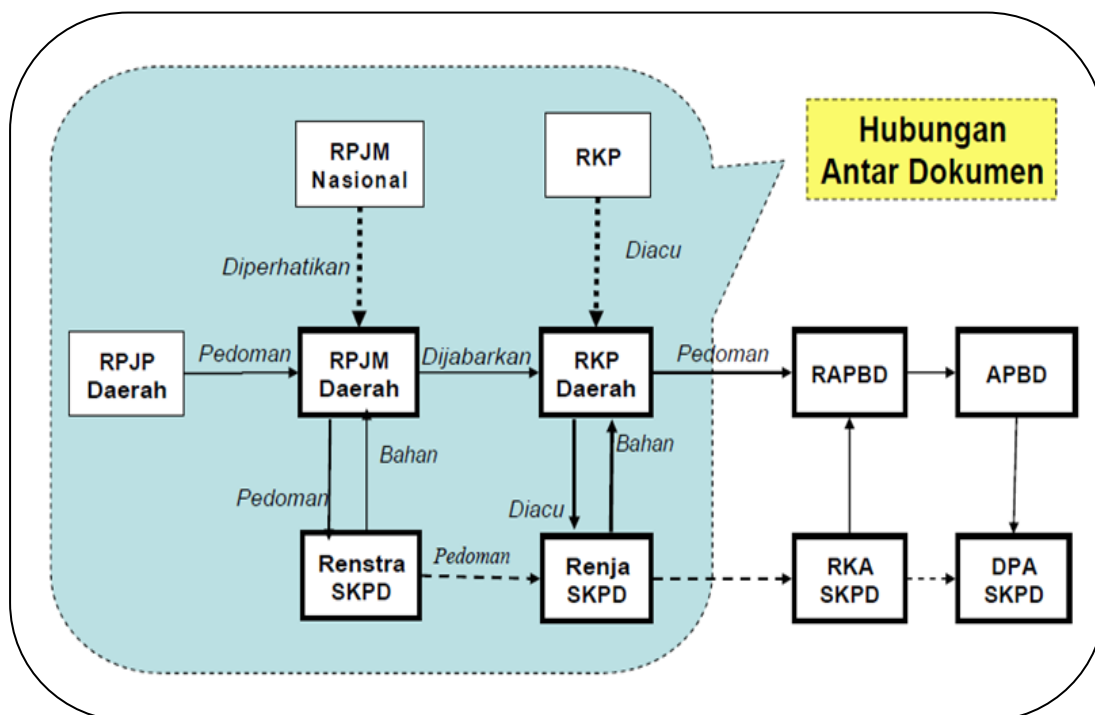 Hubungan
Antar Dokumen
RPJM
Nasional
RKP
Diperhatikan
Diacu
RPJP
Daerah
Pedoman
RPJM
Daerah
Dijabarkan
RKP
Daerah
Pedoman
RAPBD
APBD
Pedoman
Bahan
Diacu
Bahan
Renstra
SKPD
Pedoman
Renja
SKPD
RKA
SKPD
DPA
SKPD